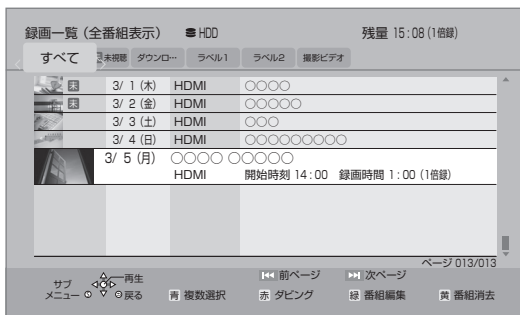 録画一覧（全番組表示） HDD 残量 15:08（1倍録）
すべて 未視聴 ダウンロ… ラベル1 ラベル2 撮影ビデオ
未 3/ 1（木） HDMI ○○○○
未 3/ 2（金） HDMI ○○○○○
3/ 3（土） HDMI ○○○
3/ 4（日） HDMI ○○○○○○○○○
3/ 5（月） ○○○○ ○○○○○
HDMI 開始時刻 14:00 録画時間 1:00（1倍録）
ページ 013/013
サブメニュー 再生 戻る 前ページ 次ページ
青 複数選択 赤 ダビング 緑 番組編集 黄 番組消去